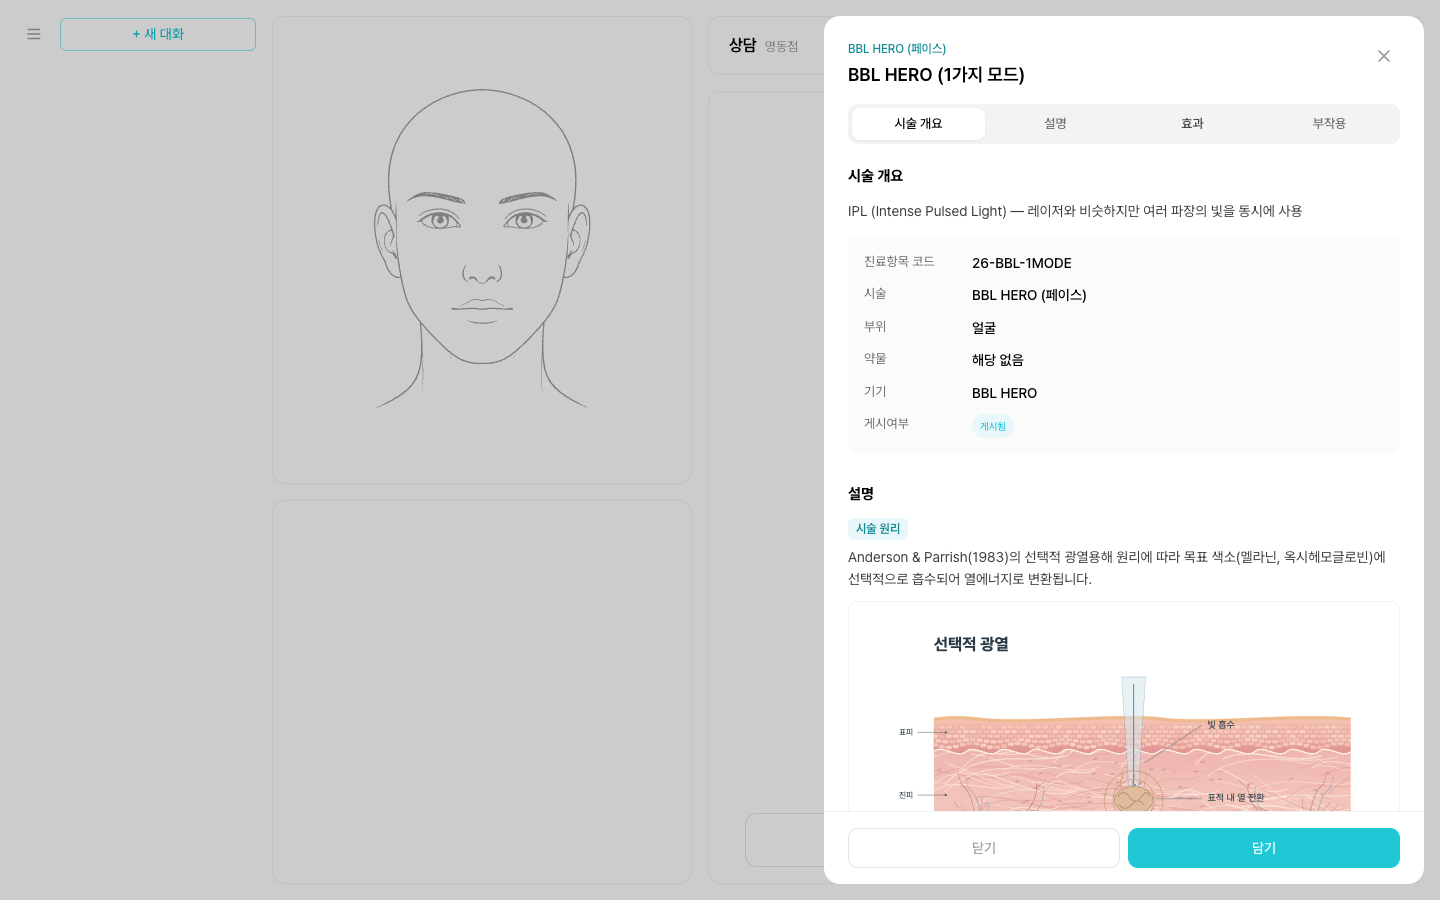 + 새 대화
상담 명동점
BBL HERO (페이스)
BBL HERO (1가지 모드)
시술 개요 설명 효과 부작용
시술 개요
IPL (Intense Pulsed Light) — 레이저와 비슷하지만 여러 파장의 빛을 동시에 사용
진료항목 코드 26-BBL-1MODE
시술 BBL HERO (페이스)
부위 얼굴
약물 해당 없음
기기 BBL HERO
게시여부 게시됨
설명
시술 원리
Anderson & Parrish(1983)의 선택적 광열용해 원리에 따라 목표 색소(멜라닌, 옥시헤모글로빈)에
선택적으로 흡수되어 열에너지로 변환됩니다.
선택적 광열
빛 흡수
표피
진피
표적 내 열 전환
닫기 담기